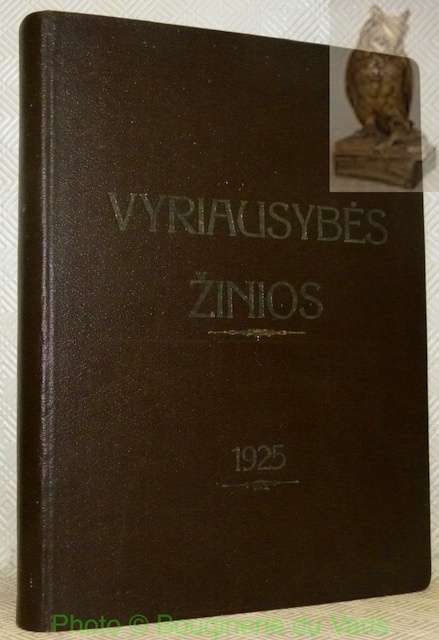 VYRIAUSYBĖS
ŽINIOS
1925
Photo © Bouquinerie du Varis